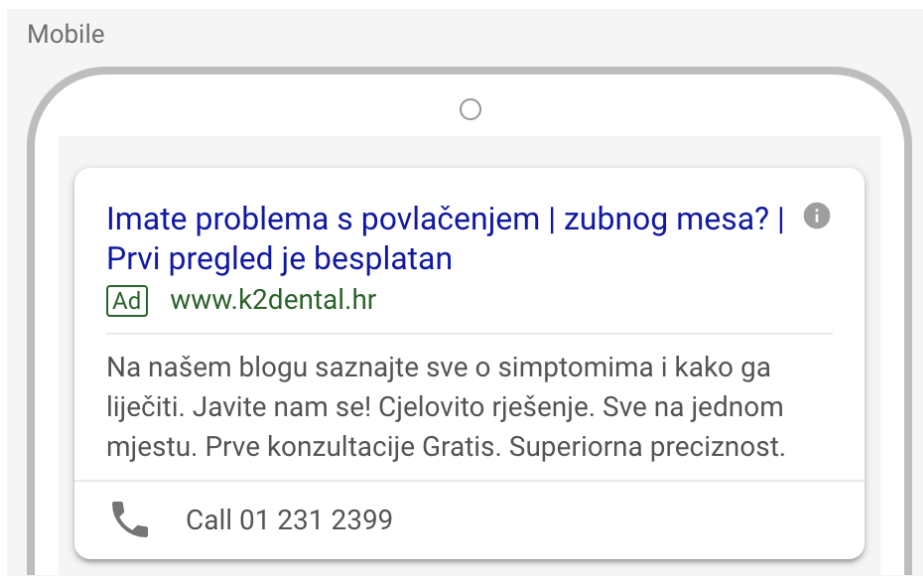 Mobile
Imate problema s povlačenjem | zubnog mesa? |
Prvi pregled je besplatan
Ad www.k2dental.hr
Na našem blogu saznajte sve o simptomima i kako ga
liječiti. Javite nam se! Cjelovito rješenje. Sve na jednom
mjestu. Prve konzultacije Gratis. Superiorna preciznost.
Call 01 231 2399